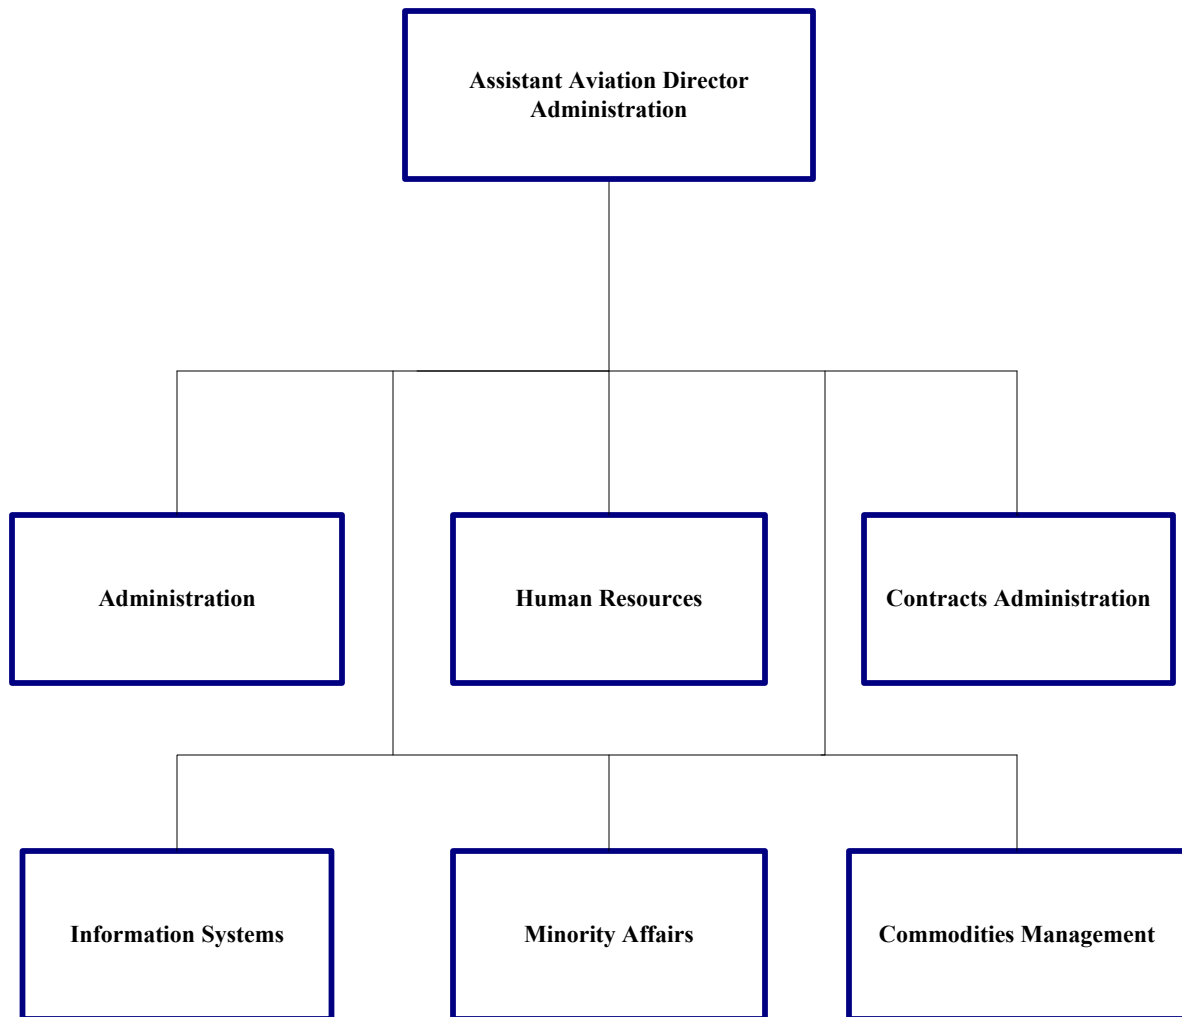 Assistant Aviation Director
Administration
Administration
Human Resources
Contracts Administration
Information Systems
Minority Affairs
Commodities Management